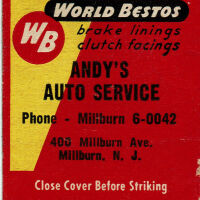 WORLD BESTOS
WB
brake linings
clutch facings
ANDY'S
AUTO SERVICE
Phone - Millburn 6-0042
408 Millburn Ave.
Millburn, N. J.
Close Cover Before Striking